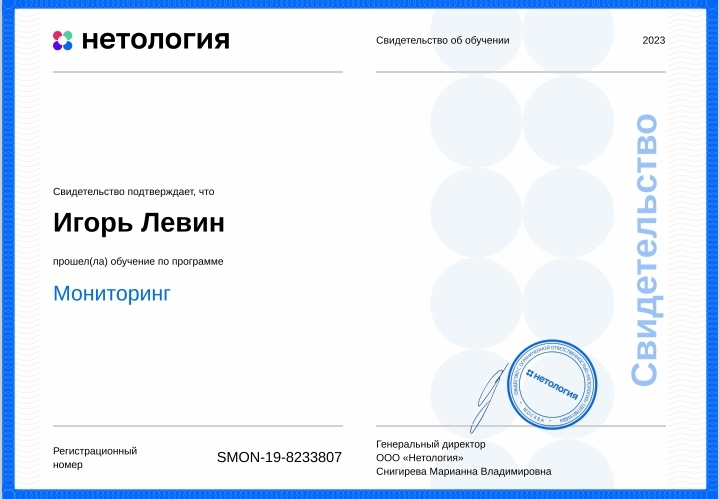 нетология
Свидетельство об обучении
2023
Свидетельство подтверждает, что
Игорь Левин
прошел(ла) обучение по программе
Мониторинг
Свидетельство
нетология
МОСКВА
Регистрационный
номер
SMON-19-8233807
Генеральный директор
ООО «Нетология»
Снигирева Марианна Владимировна